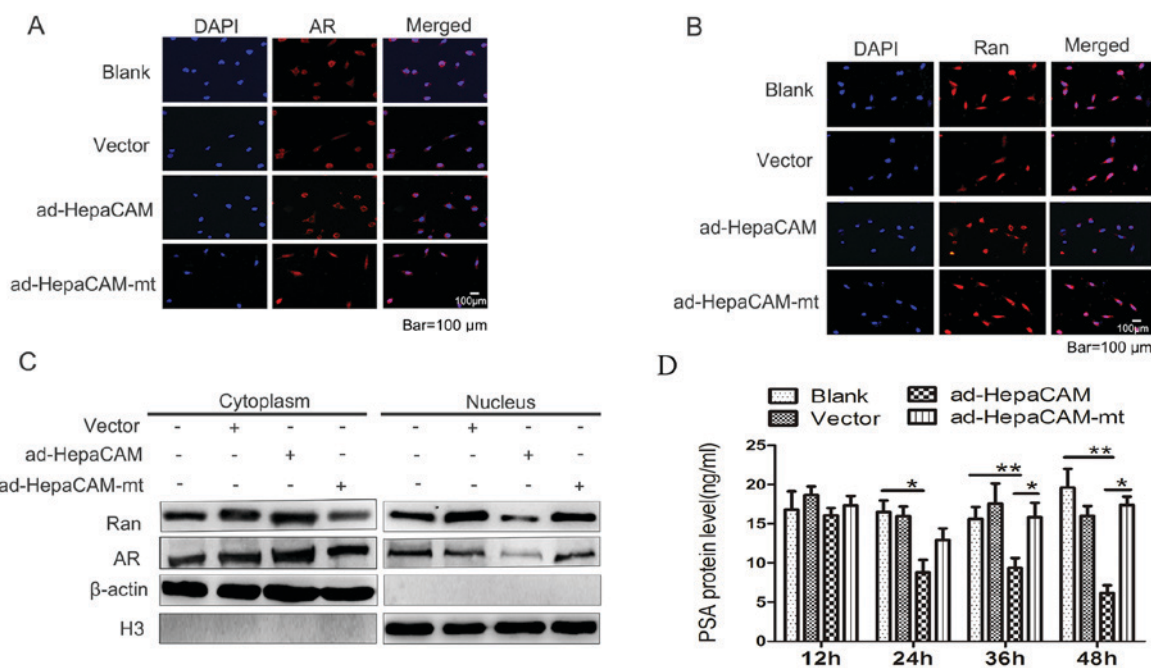 A
DAPI AR Merged
Blank
Vector
ad-HepaCAM
ad-HepaCAM-mt
100μm
Bar=100 μm
B
DAPI Ran Merged
Blank
Vector
ad-HepaCAM
ad-HepaCAM-mt
100μm
Bar=100 μm
C
Cytoplasm Nucleus
Vector - + - - - + - -
ad-HepaCAM - - + - - - + -
ad-HepaCAM-mt - - - + - - - +
Ran
AR
β-actin
H3
D
Blank ad-HepaCAM
Vector ad-HepaCAM-mt
PSA protein level(ng/ml)
25
20
15
10
5
0
* ** * ** *
12h 24h 36h 48h